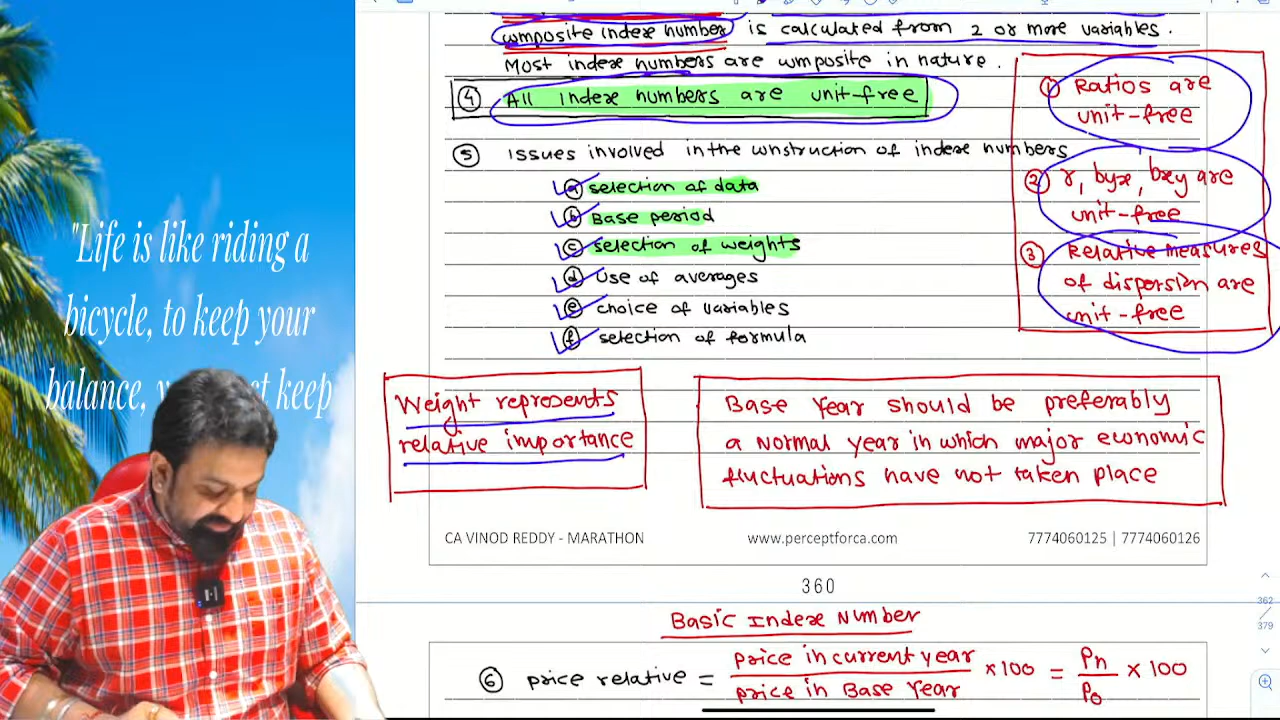 "Life is like riding a
bicycle, to keep your
balance, keep
composite index number is calculated from 2 or more variables.
Most index numbers are composite in nature.
④ All index numbers are unit-free
⑤ Issues involved in the construction of index numbers
ⓐ selection of data
ⓑ Base period
ⓒ selection of weights
ⓓ Use of averages
ⓔ choice of variables
ⓕ selection of formula
① Ratios are
unit-free
② r, byx, bxy are
unit-free
③ Relative measures
of dispersion are
unit-free
Weight represents
relative importance
Base Year should be preferably
a Normal year in which major economic
fluctuations have not taken place
CA VINOD REDDY - MARATHON www.perceptforca.com 7774060125 | 7774060126
360
362
/
379
Basic Index Number
⑥ price relative = price in current year / price in Base Year × 100 = Pn / P0 × 100